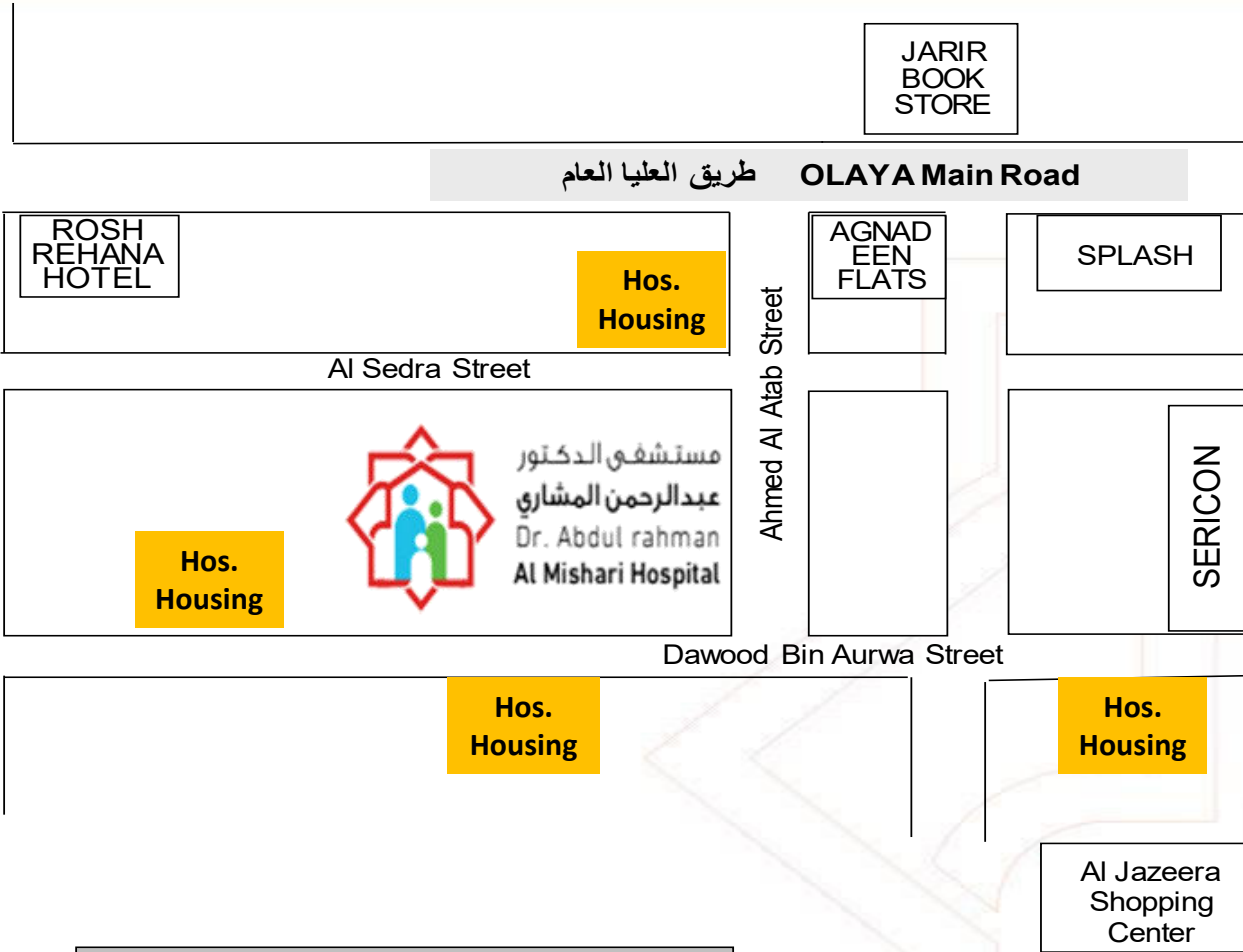 JARIR
BOOK
STORE
طريق العليا العام OLAYA Main Road
ROSH
REHANA
HOTEL
Hos.
Housing
AGNAD
EEN
FLATS
SPLASH
Al Sedra Street
Ahmed Al Atab Street
مستشفى الدكتور
عبدالرحمن المشاري
Dr. Abdul rahman
Al Mishari Hospital
Hos.
Housing
SERICON
Dawood Bin Aurwa Street
Hos.
Housing
Hos.
Housing
Al Jazeera
Shopping
Center